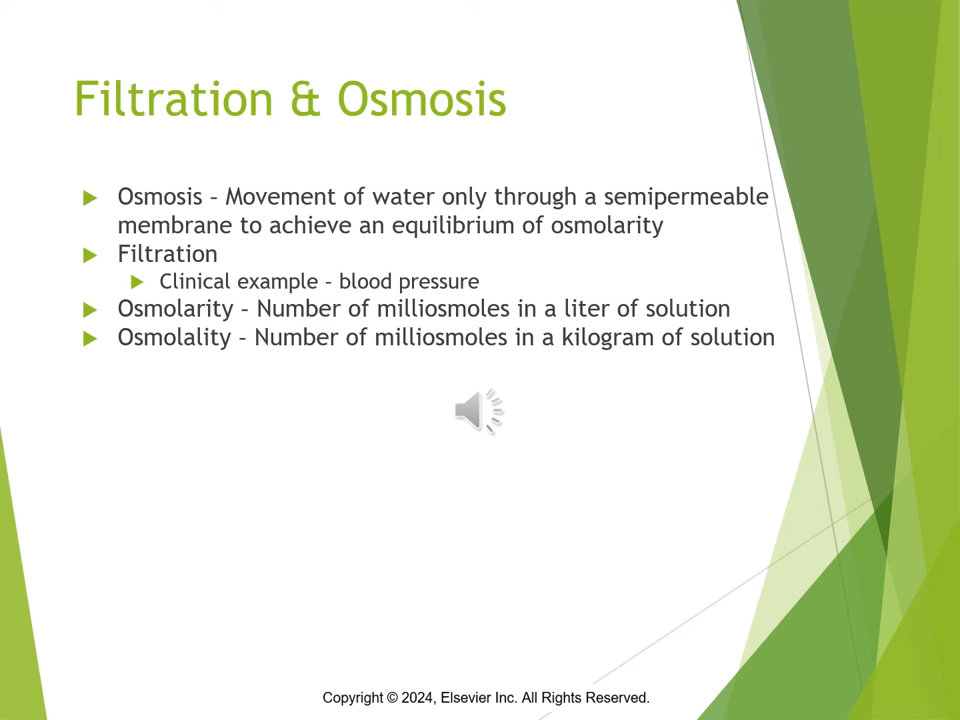 Filtration & Osmosis
Osmosis – Movement of water only through a semipermeable
membrane to achieve an equilibrium of osmolarity
Filtration
Clinical example – blood pressure
Osmolarity – Number of milliosmoles in a liter of solution
Osmolality – Number of milliosmoles in a kilogram of solution
Copyright © 2024, Elsevier Inc. All Rights Reserved.